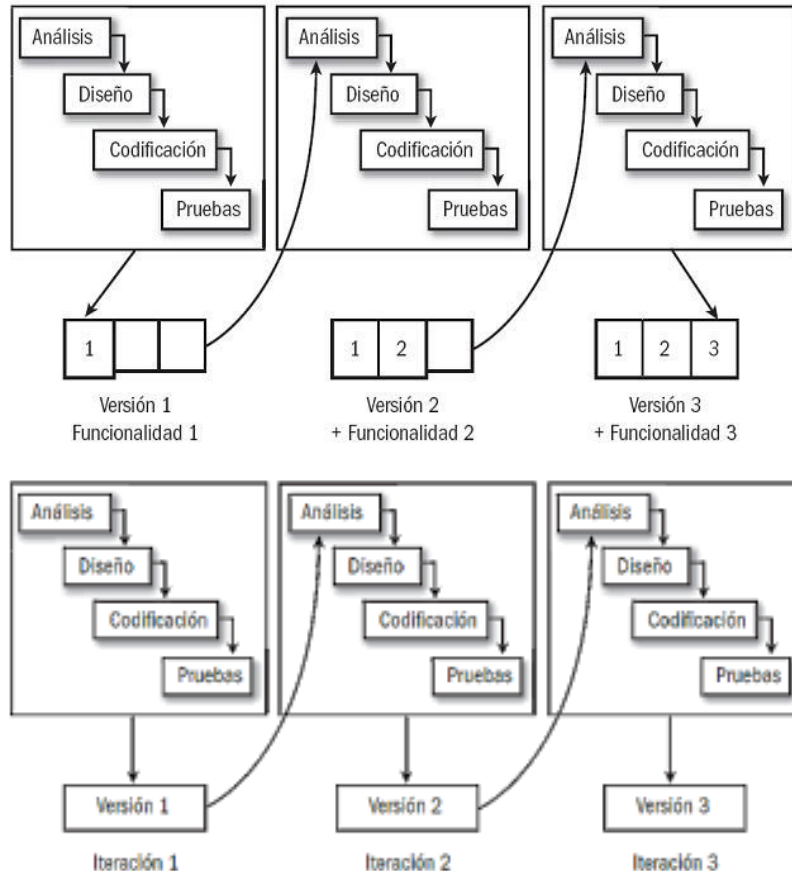 Análisis
Diseño
Codificación
Pruebas
Análisis
Diseño
Codificación
Pruebas
Análisis
Diseño
Codificación
Pruebas
1
Versión 1
Funcionalidad 1
1 2
Versión 2
+ Funcionalidad 2
1 2 3
Versión 3
+ Funcionalidad 3
Análisis
Diseño
Codificación
Pruebas
Análisis
Diseño
Codificación
Pruebas
Análisis
Diseño
Codificación
Pruebas
Versión 1
Iteración 1
Versión 2
Iteración 2
Versión 3
Iteración 3